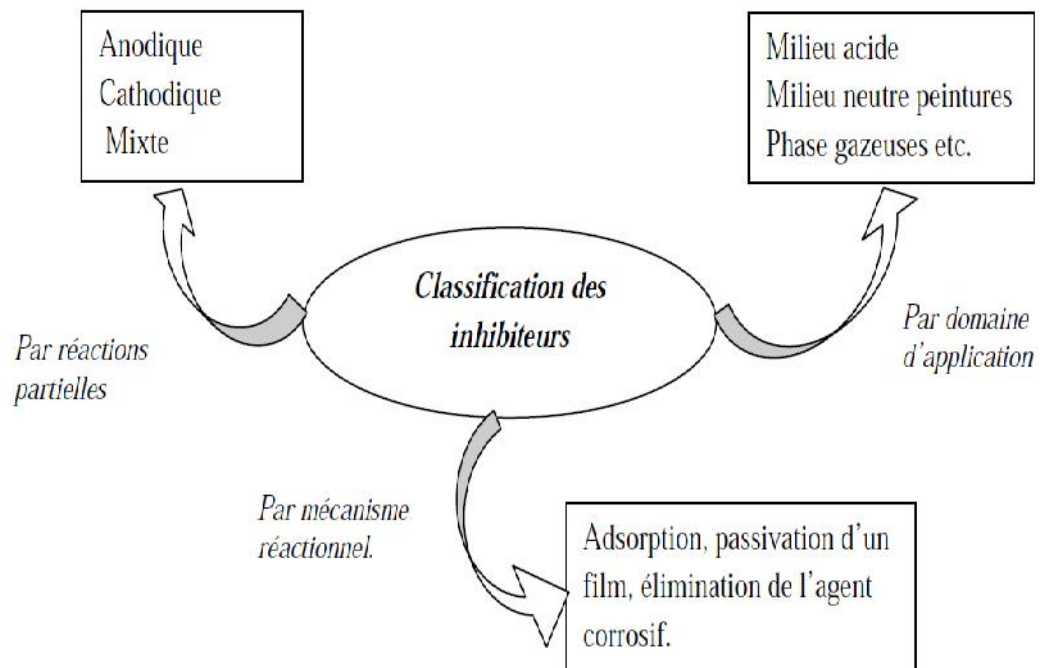 Anodique
Cathodique
Mixte
Milieu acide
Milieu neutre peintures
Phase gazeuses etc.
Classification des
inhibiteurs
Par réactions
partielles
Par domaine
d'application
Par mécanisme
réactionnel.
Adsorption, passivation d'un
film, élimination de l'agent
corrosif.